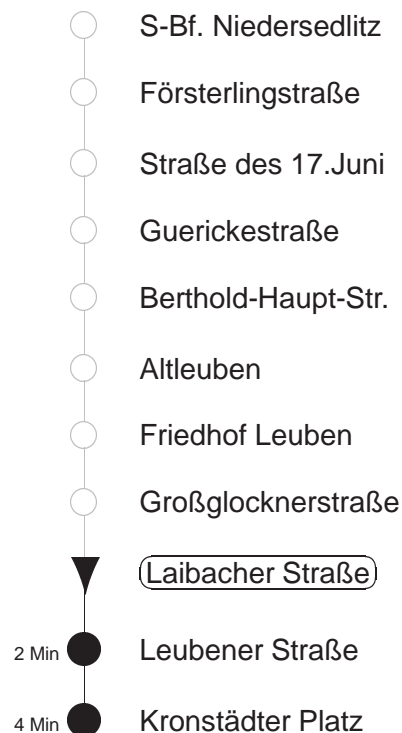 S-Bf. Niedersedlitz
Försterlingstraße
Straße des 17.Juni
Guerickestraße
Berthold-Haupt-Str.
Altleuben
Friedhof Leuben
Großglocknerstraße
Laibacher Straße
2 Min Leubener Straße
4 Min Kronstädter Platz